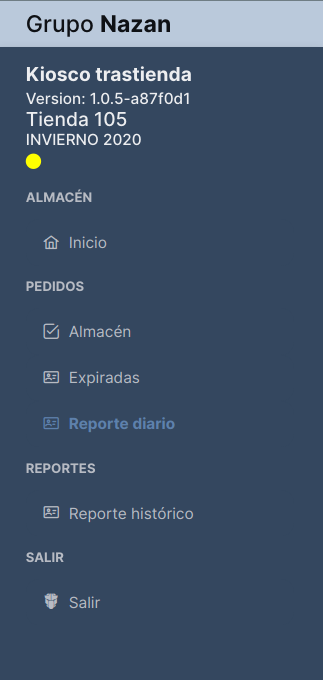 Grupo Nazan
Kiosco trastienda
Version: 1.0.5-a87f0d1
Tienda 105
INVIERNO 2020
ALMACÉN
Inicio
PEDIDOS
Almacén
Expiradas
Reporte diario
REPORTES
Reporte histórico
SALIR
Salir